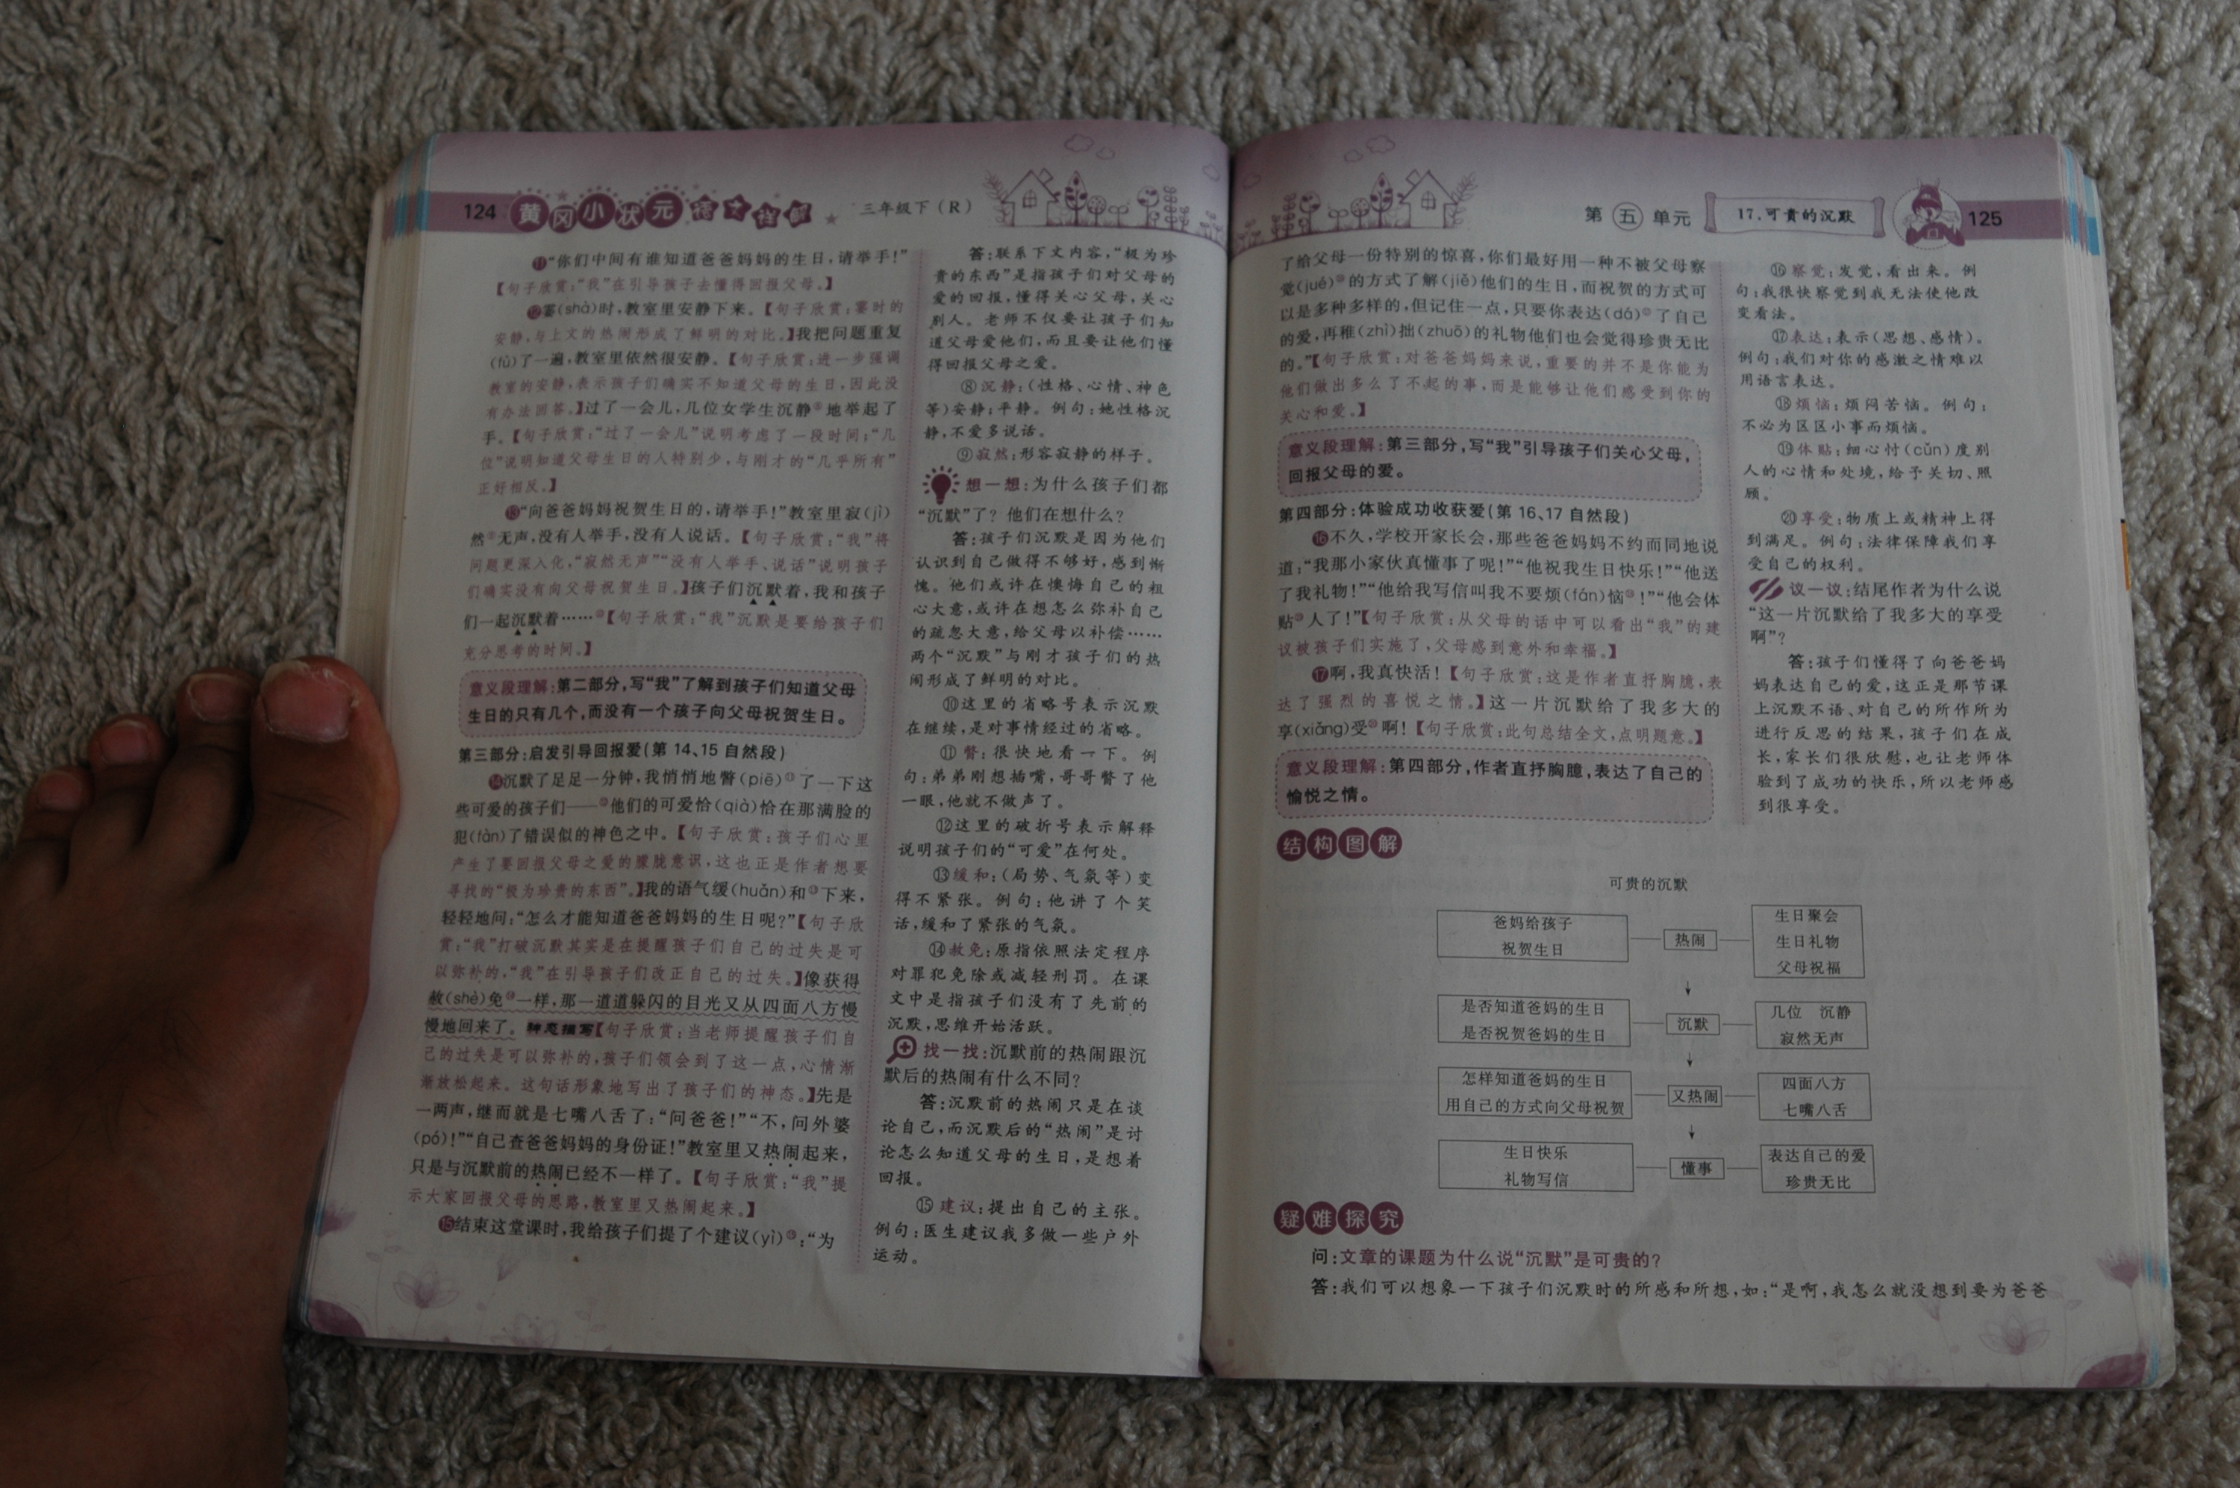 124 黄冈小状元 详解 ★ 三年级下(R)
⑪“你们中间有谁知道爸爸妈妈的生日,请举手!”
【句子欣赏:“我”在引导孩子去懂得回报父母。】
⑫霎(shà)时,教室里安静下来。【句子欣赏:霎时的
安静,与上文的热闹形成了鲜明的对比。】我把问题重复
(fù)了一遍,教室里依然很安静。【句子欣赏:进一步强调
教室的安静,表示孩子们确实不知道父母的生日,因此没
有办法回答。】过了一会儿,几位女学生沉静⑧地举起了
手。【句子欣赏:“过了一会儿”说明考虑了一段时间;“几
位”说明知道父母生日的人特别少,与刚才的“几乎所有”
正好相反。】
⑬“向爸爸妈妈祝贺生日的,请举手!”教室里寂(jì)
然⑨无声,没有人举手,没有人说话。【句子欣赏:“我”将
问题更深入化,“寂然无声”“没有人举手、说话”说明孩子
们确实没有向父母祝贺生日。】孩子们沉默着,我和孩子
们一起沉默着……⑩【句子欣赏:“我”沉默是要给孩子们
充分思考的时间。】
意义段理解:第二部分,写“我”了解到孩子们知道父母
生日的只有几个,而没有一个孩子向父母祝贺生日。
第三部分:启发引导回报爱(第 14、15 自然段)
⑭沉默了足足一分钟,我悄悄地瞥(piē)⑪了一下这
些可爱的孩子们——⑫他们的可爱恰(qià)恰在那满脸的
犯(fàn)了错误似的神色之中。【句子欣赏:孩子们心里
产生了要回报父母之爱的朦胧意识,这也正是作者想要
寻找的“极为珍贵的东西”。】我的语气缓(huǎn)和⑬下来,
轻轻地问:“怎么才能知道爸爸妈妈的生日呢?”【句子欣
赏:“我”打破沉默其实是在提醒孩子们自己的过失是可
以弥补的,“我”在引导孩子们改正自己的过失。】像获得
赦(shè)免⑭一样,那一道道躲闪的目光又从四面八方慢
慢地回来了。神态描写【句子欣赏:当老师提醒孩子们自
己的过失是可以弥补的,孩子们领会到了这一点,心情渐
渐放松起来。这句话形象地写出了孩子们的神态。】先是
一两声,继而就是七嘴八舌了:“问爸爸!”“不,问外婆
(pó)!”“自己查爸爸妈妈的身份证!”教室里又热闹起来,
只是与沉默前的热闹已经不一样了。【句子欣赏:“我”提
示大家回报父母的思路,教室里又热闹起来。】
⑮结束这堂课时,我给孩子们提了个建议(yì)⑮:“为
答:联系下文内容,“极为珍
贵的东西”是指孩子们对父母的
爱的回报,懂得关心父母,关心
别人。老师不仅要让孩子们知
道父母爱他们,而且要让他们懂
得回报父母之爱。
⑧沉静:(性格、心情、神色
等)安静;平静。例句:她性格沉
静,不爱多说话。
⑨寂然:形容寂静的样子。
想一想:为什么孩子们都
“沉默”了?他们在想什么?
答:孩子们沉默是因为他们
认识到自己做得不够好,感到惭
愧。他们或许在懊悔自己的粗
心大意,或许在想怎么弥补自己
的疏忽大意,给父母以补偿……
两个“沉默”与刚才孩子们的热
闹形成了鲜明的对比。
⑩这里的省略号表示沉默
在继续,是对事情经过的省略。
⑪瞥:很快地看一下。例
句:弟弟刚想插嘴,哥哥瞥了他
一眼,他就不做声了。
⑫这里的破折号表示解释
说明孩子们的“可爱”在何处。
⑬缓和:(局势、气氛等)变
得不紧张。例句:他讲了个笑
话,缓和了紧张的气氛。
⑭赦免:原指依照法定程序
对罪犯免除或减轻刑罚。在课
文中是指孩子们没有了先前的
沉默,思维开始活跃。
找一找:沉默前的热闹跟沉
默后的热闹有什么不同?
答:沉默前的热闹只是在谈
论自己,而沉默后的“热闹”是讨
论怎么知道父母的生日,是想着
回报。
⑮建议:提出自己的主张。
例句:医生建议我多做一些户外
运动。
第五单元 17.可贵的沉默 125
了给父母一份特别的惊喜,你们最好用一种不被父母察
觉(jué)⑯的方式了解(jiě)他们的生日,而祝贺的方式可
以是多种多样的,但记住一点,只要你表达(dá)⑰了自己
的爱,再稚(zhì)拙(zhuō)的礼物他们也会觉得珍贵无比
的。”【句子欣赏:对爸爸妈妈来说,重要的并不是你能为
他们做出多么了不起的事,而是能够让他们感受到你的
关心和爱。】
意义段理解:第三部分,写“我”引导孩子们关心父母,
回报父母的爱。
第四部分:体验成功收获爱(第 16、17 自然段)
⑯不久,学校开家长会,那些爸爸妈妈不约而同地说
道:“我那小家伙真懂事了呢!”“他祝我生日快乐!”“他送
了我礼物!”“他给我写信叫我不要烦(fán)恼⑱!”“他会体
贴⑲人了!”【句子欣赏:从父母的话中可以看出“我”的建
议被孩子们实施了,父母感到意外和幸福。】
⑰啊,我真快活!【句子欣赏:这是作者直抒胸臆,表
达了强烈的喜悦之情。】这一片沉默给了我多大的
享(xiǎng)受⑳啊!【句子欣赏:此句总结全文,点明题意。】
意义段理解:第四部分,作者直抒胸臆,表达了自己的
愉悦之情。
⑯察觉:发觉,看出来。例
句:我很快察觉到我无法使他改
变看法。
⑰表达:表示(思想、感情)。
例句:我们对你的感激之情难以
用语言表达。
⑱烦恼:烦闷苦恼。例句:
不必为区区小事而烦恼。
⑲体贴:细心忖(cǔn)度别
人的心情和处境,给予关切、照
顾。
⑳享受:物质上或精神上得
到满足。例句:法律保障我们享
受自己的权利。
议一议:结尾作者为什么说
“这一片沉默给了我多大的享受
啊”?
答:孩子们懂得了向爸爸妈
妈表达自己的爱,这正是那节课
上沉默不语、对自己的所作所为
进行反思的结果,孩子们在成
长,家长们很欣慰,也让老师体
验到了成功的快乐,所以老师感
到很享受。
结构图解
可贵的沉默
爸妈给孩子
祝贺生日
热闹
生日聚会
生日礼物
父母祝福
是否知道爸妈的生日
是否祝贺爸妈的生日
沉默
几位 沉静
寂然无声
怎样知道爸妈的生日
用自己的方式向父母祝贺
又热闹
四面八方
七嘴八舌
生日快乐
礼物写信
懂事
表达自己的爱
珍贵无比
疑难探究
问:文章的课题为什么说“沉默”是可贵的?
答:我们可以想象一下孩子们沉默时的所感和所想,如:“是啊,我怎么就没想到要为爸爸